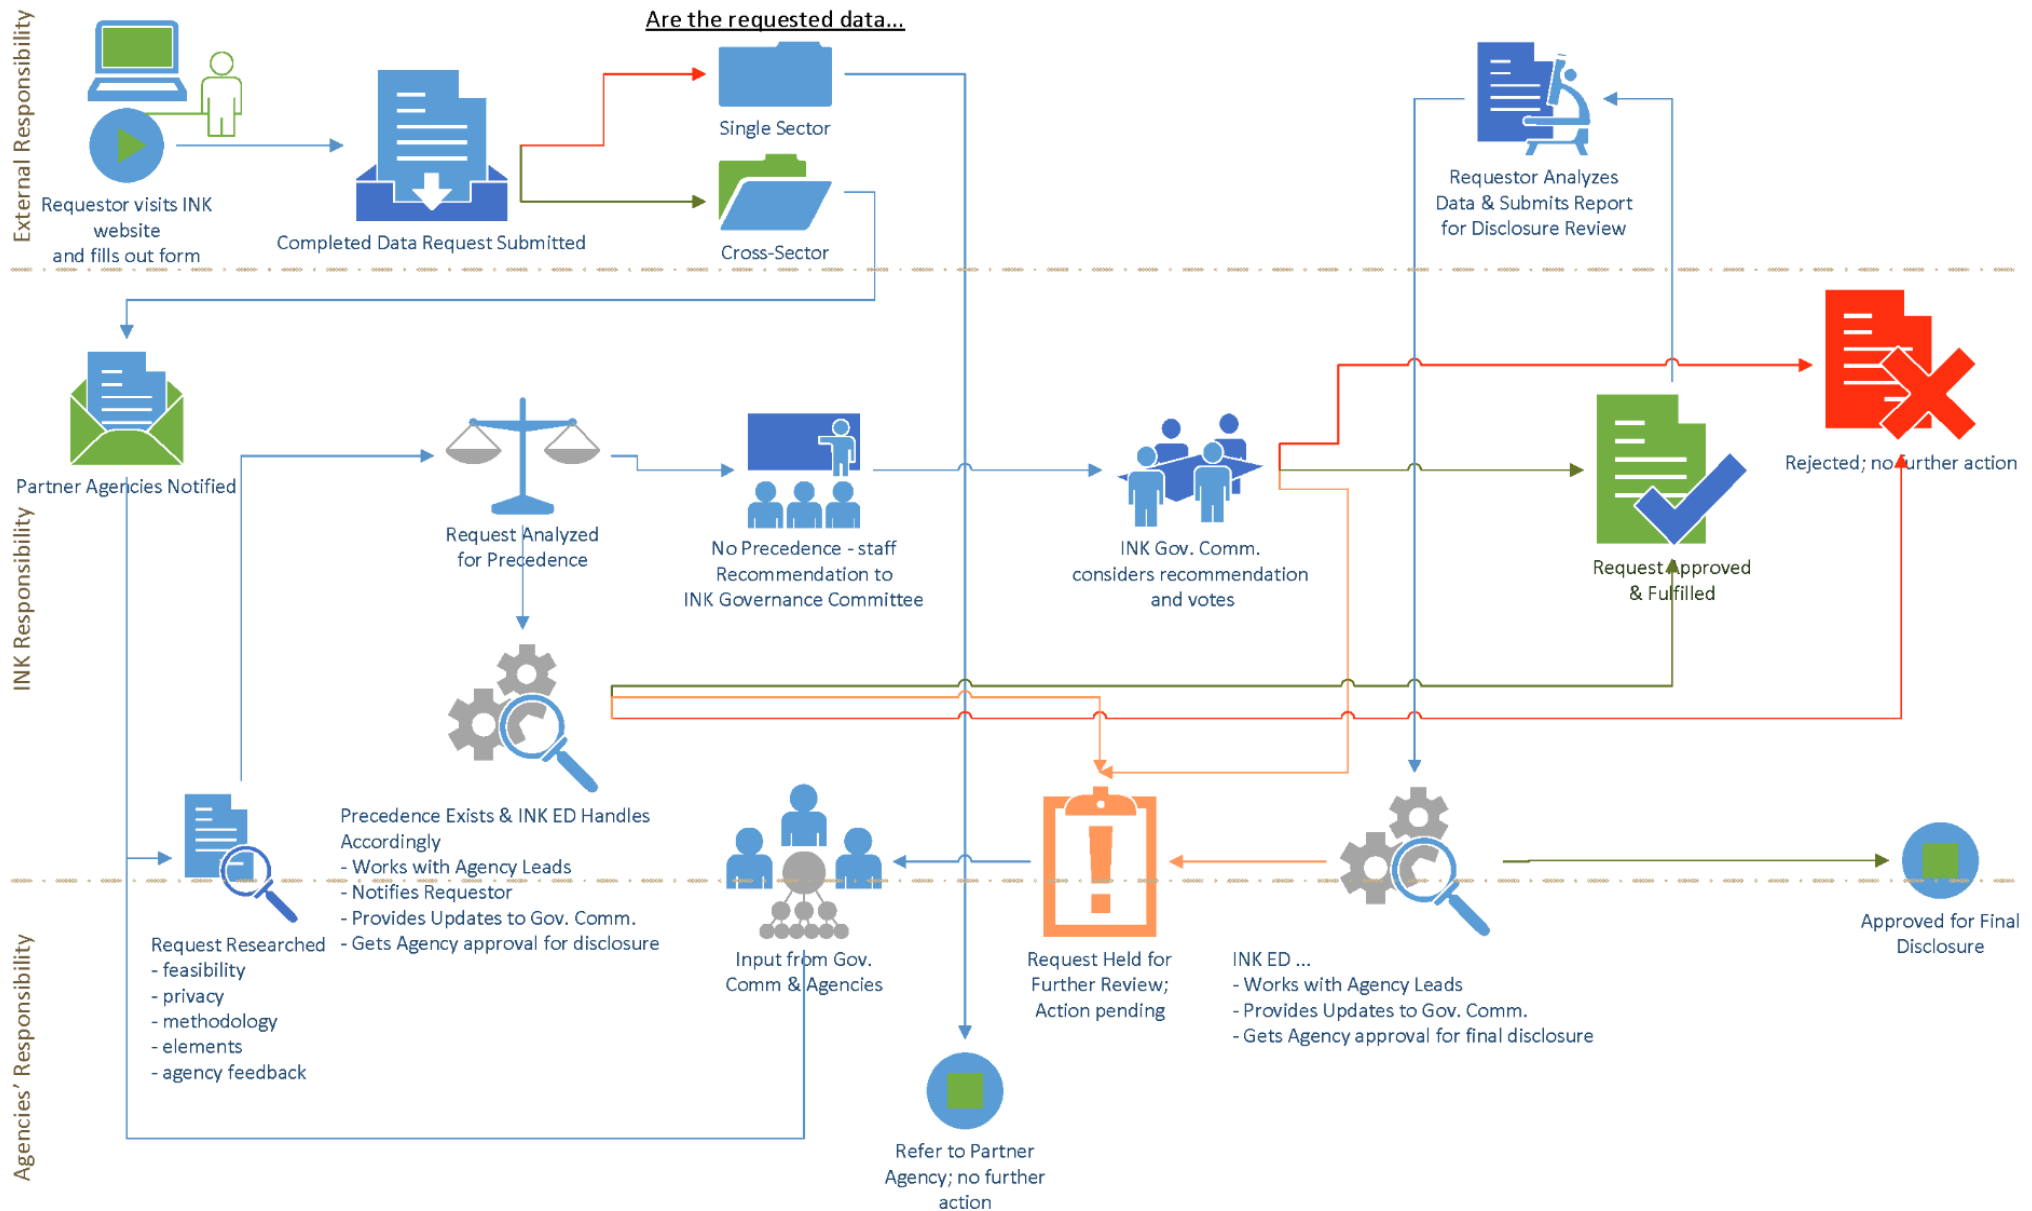 Are the requested data...
External Responsibility
Requestor visits INK
website
and fills out form
Completed Data Request Submitted
Single Sector
Cross-Sector
Requestor Analyzes
Data & Submits Report
for Disclosure Review
INK Responsibility
Partner Agencies Notified
Request Analyzed
for Precedence
No Precedence - staff
Recommendation to
INK Governance Committee
INK Gov. Comm.
considers recommendation
and votes
Request Approved
& Fulfilled
Rejected; no further action
Precedence Exists & INK ED Handles
Accordingly
- Works with Agency Leads
- Notifies Requestor
- Provides Updates to Gov. Comm.
- Gets Agency approval for disclosure
Agencies' Responsibility
Request Researched
- feasibility
- privacy
- methodology
- elements
- agency feedback
Input from Gov.
Comm & Agencies
Request Held for
Further Review;
Action pending
INK ED ...
- Works with Agency Leads
- Provides Updates to Gov. Comm.
- Gets Agency approval for final disclosure
Approved for Final
Disclosure
Refer to Partner
Agency; no further
action